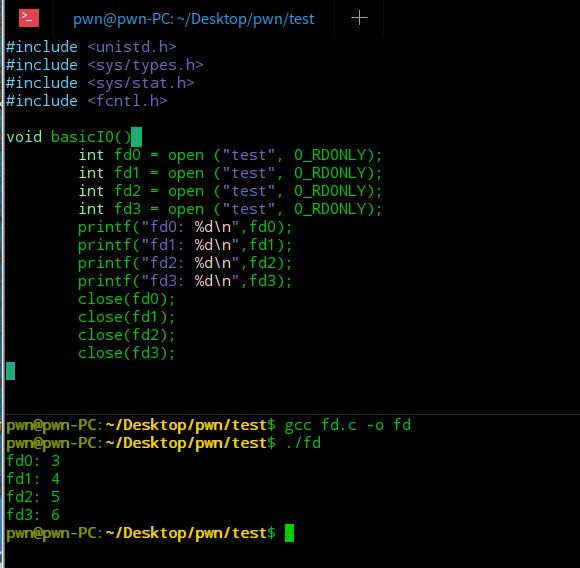 >_ pwn@pwn-PC: ~/Desktop/pwn/test +
#include <unistd.h>
#include <sys/types.h>
#include <sys/stat.h>
#include <fcntl.h>
void basicIO(){
int fd0 = open ("test", O_RDONLY);
int fd1 = open ("test", O_RDONLY);
int fd2 = open ("test", O_RDONLY);
int fd3 = open ("test", O_RDONLY);
printf("fd0: %d\n",fd0);
printf("fd1: %d\n",fd1);
printf("fd2: %d\n",fd2);
printf("fd3: %d\n",fd3);
close(fd0);
close(fd1);
close(fd2);
close(fd3);
}
pwn@pwn-PC:~/Desktop/pwn/test$ gcc fd.c -o fd
pwn@pwn-PC:~/Desktop/pwn/test$ ./fd
fd0: 3
fd1: 4
fd2: 5
fd3: 6
pwn@pwn-PC:~/Desktop/pwn/test$